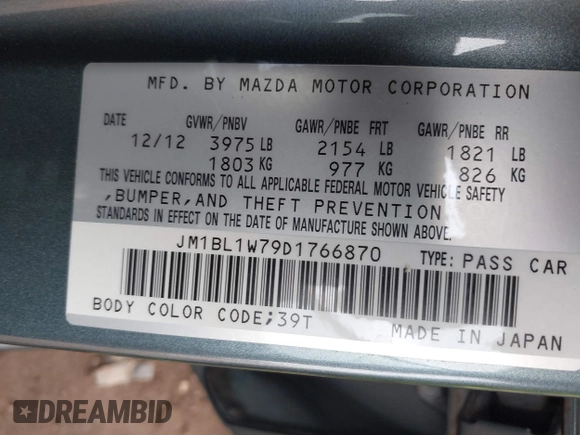 MFD. BY MAZDA MOTOR CORPORATION
DATE GVWR/PNBV GAWR/PNBE FRT GAWR/PNBE RR
12/12 3975 LB 2154 LB 1821 LB
1803 KG 977 KG 826 KG
THIS VEHICLE CONFORMS TO ALL APPLICABLE FEDERAL MOTOR VEHICLE SAFETY
,BUMPER,AND THEFT PREVENTION
STANDARDS IN EFFECT ON THE DATE OF MANUFACTURE SHOWN ABOVE.
JM1BL1W79D1766870 TYPE: PASS CAR
BODY COLOR CODE;39T MADE IN JAPAN
DREAMBID